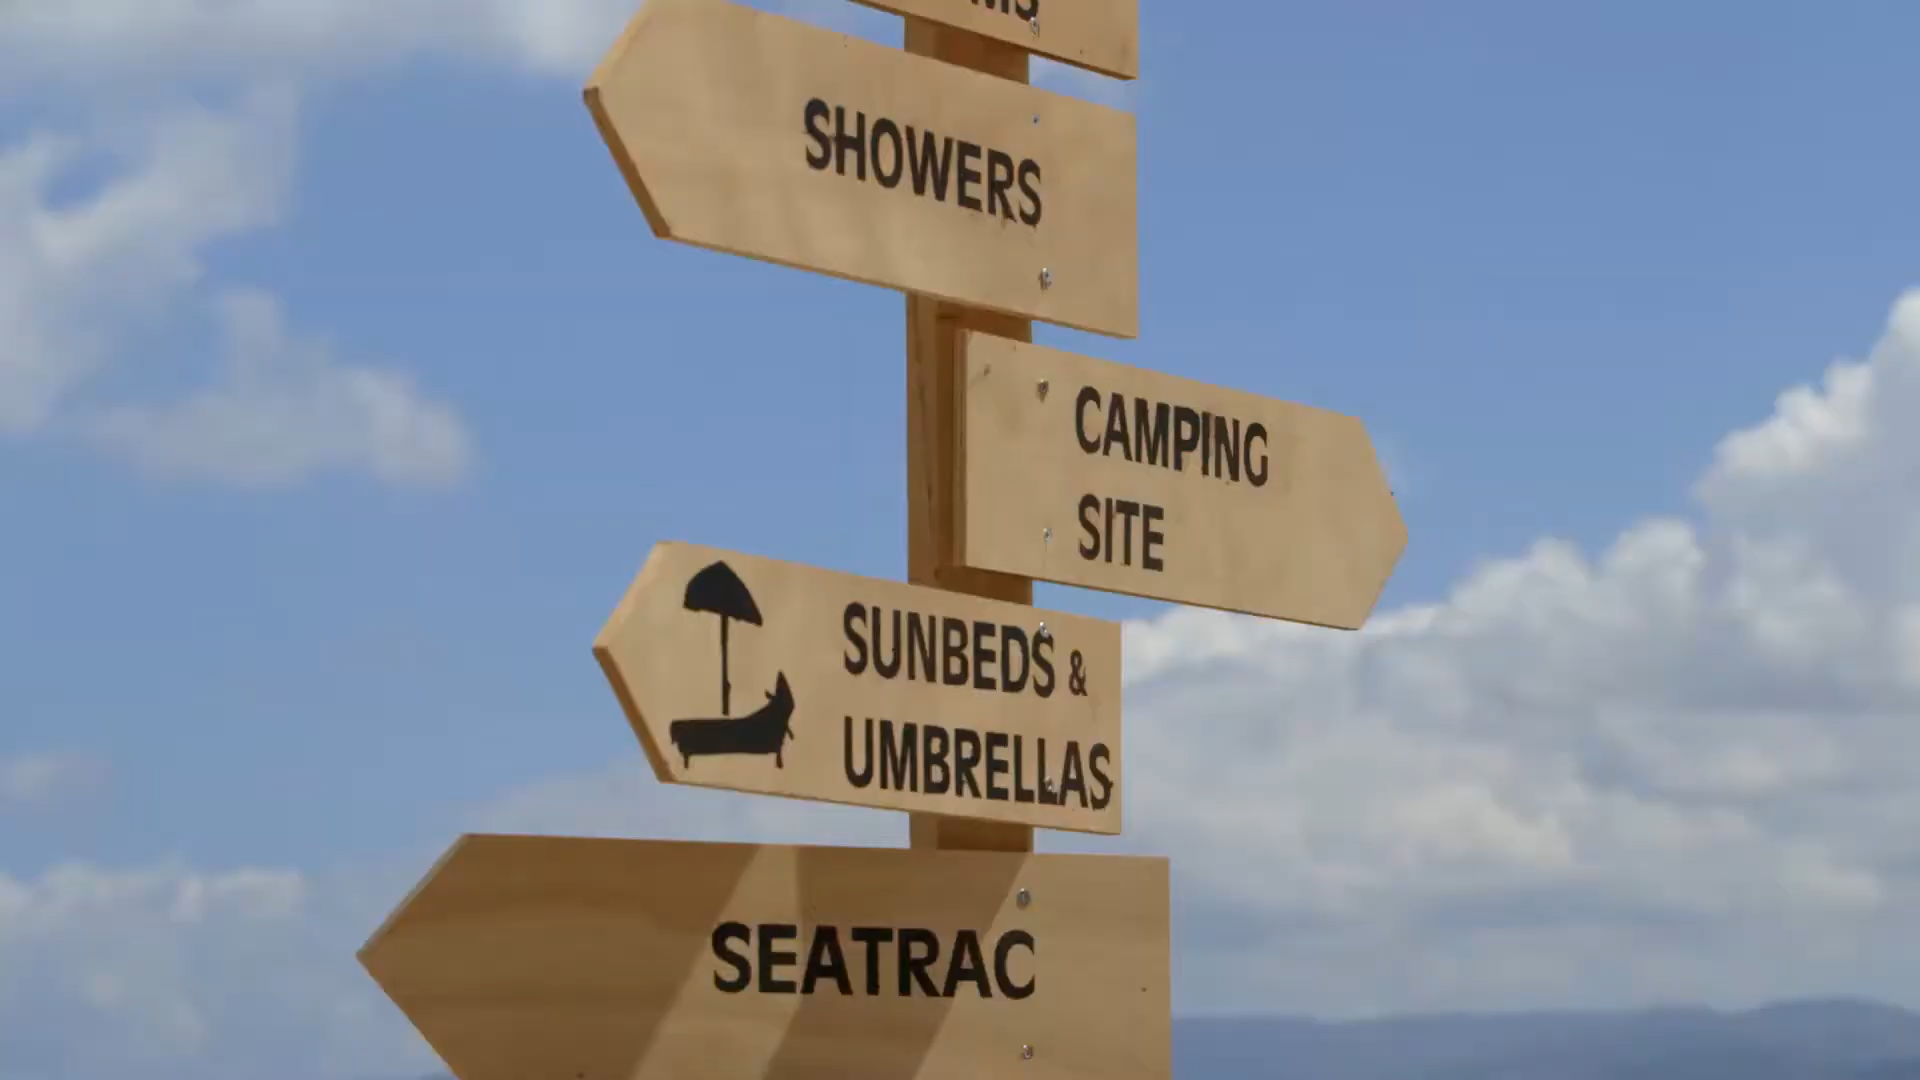 SHOWERS
CAMPING
SITE
SUNBEDS &
UMBRELLAS
SEATRAC